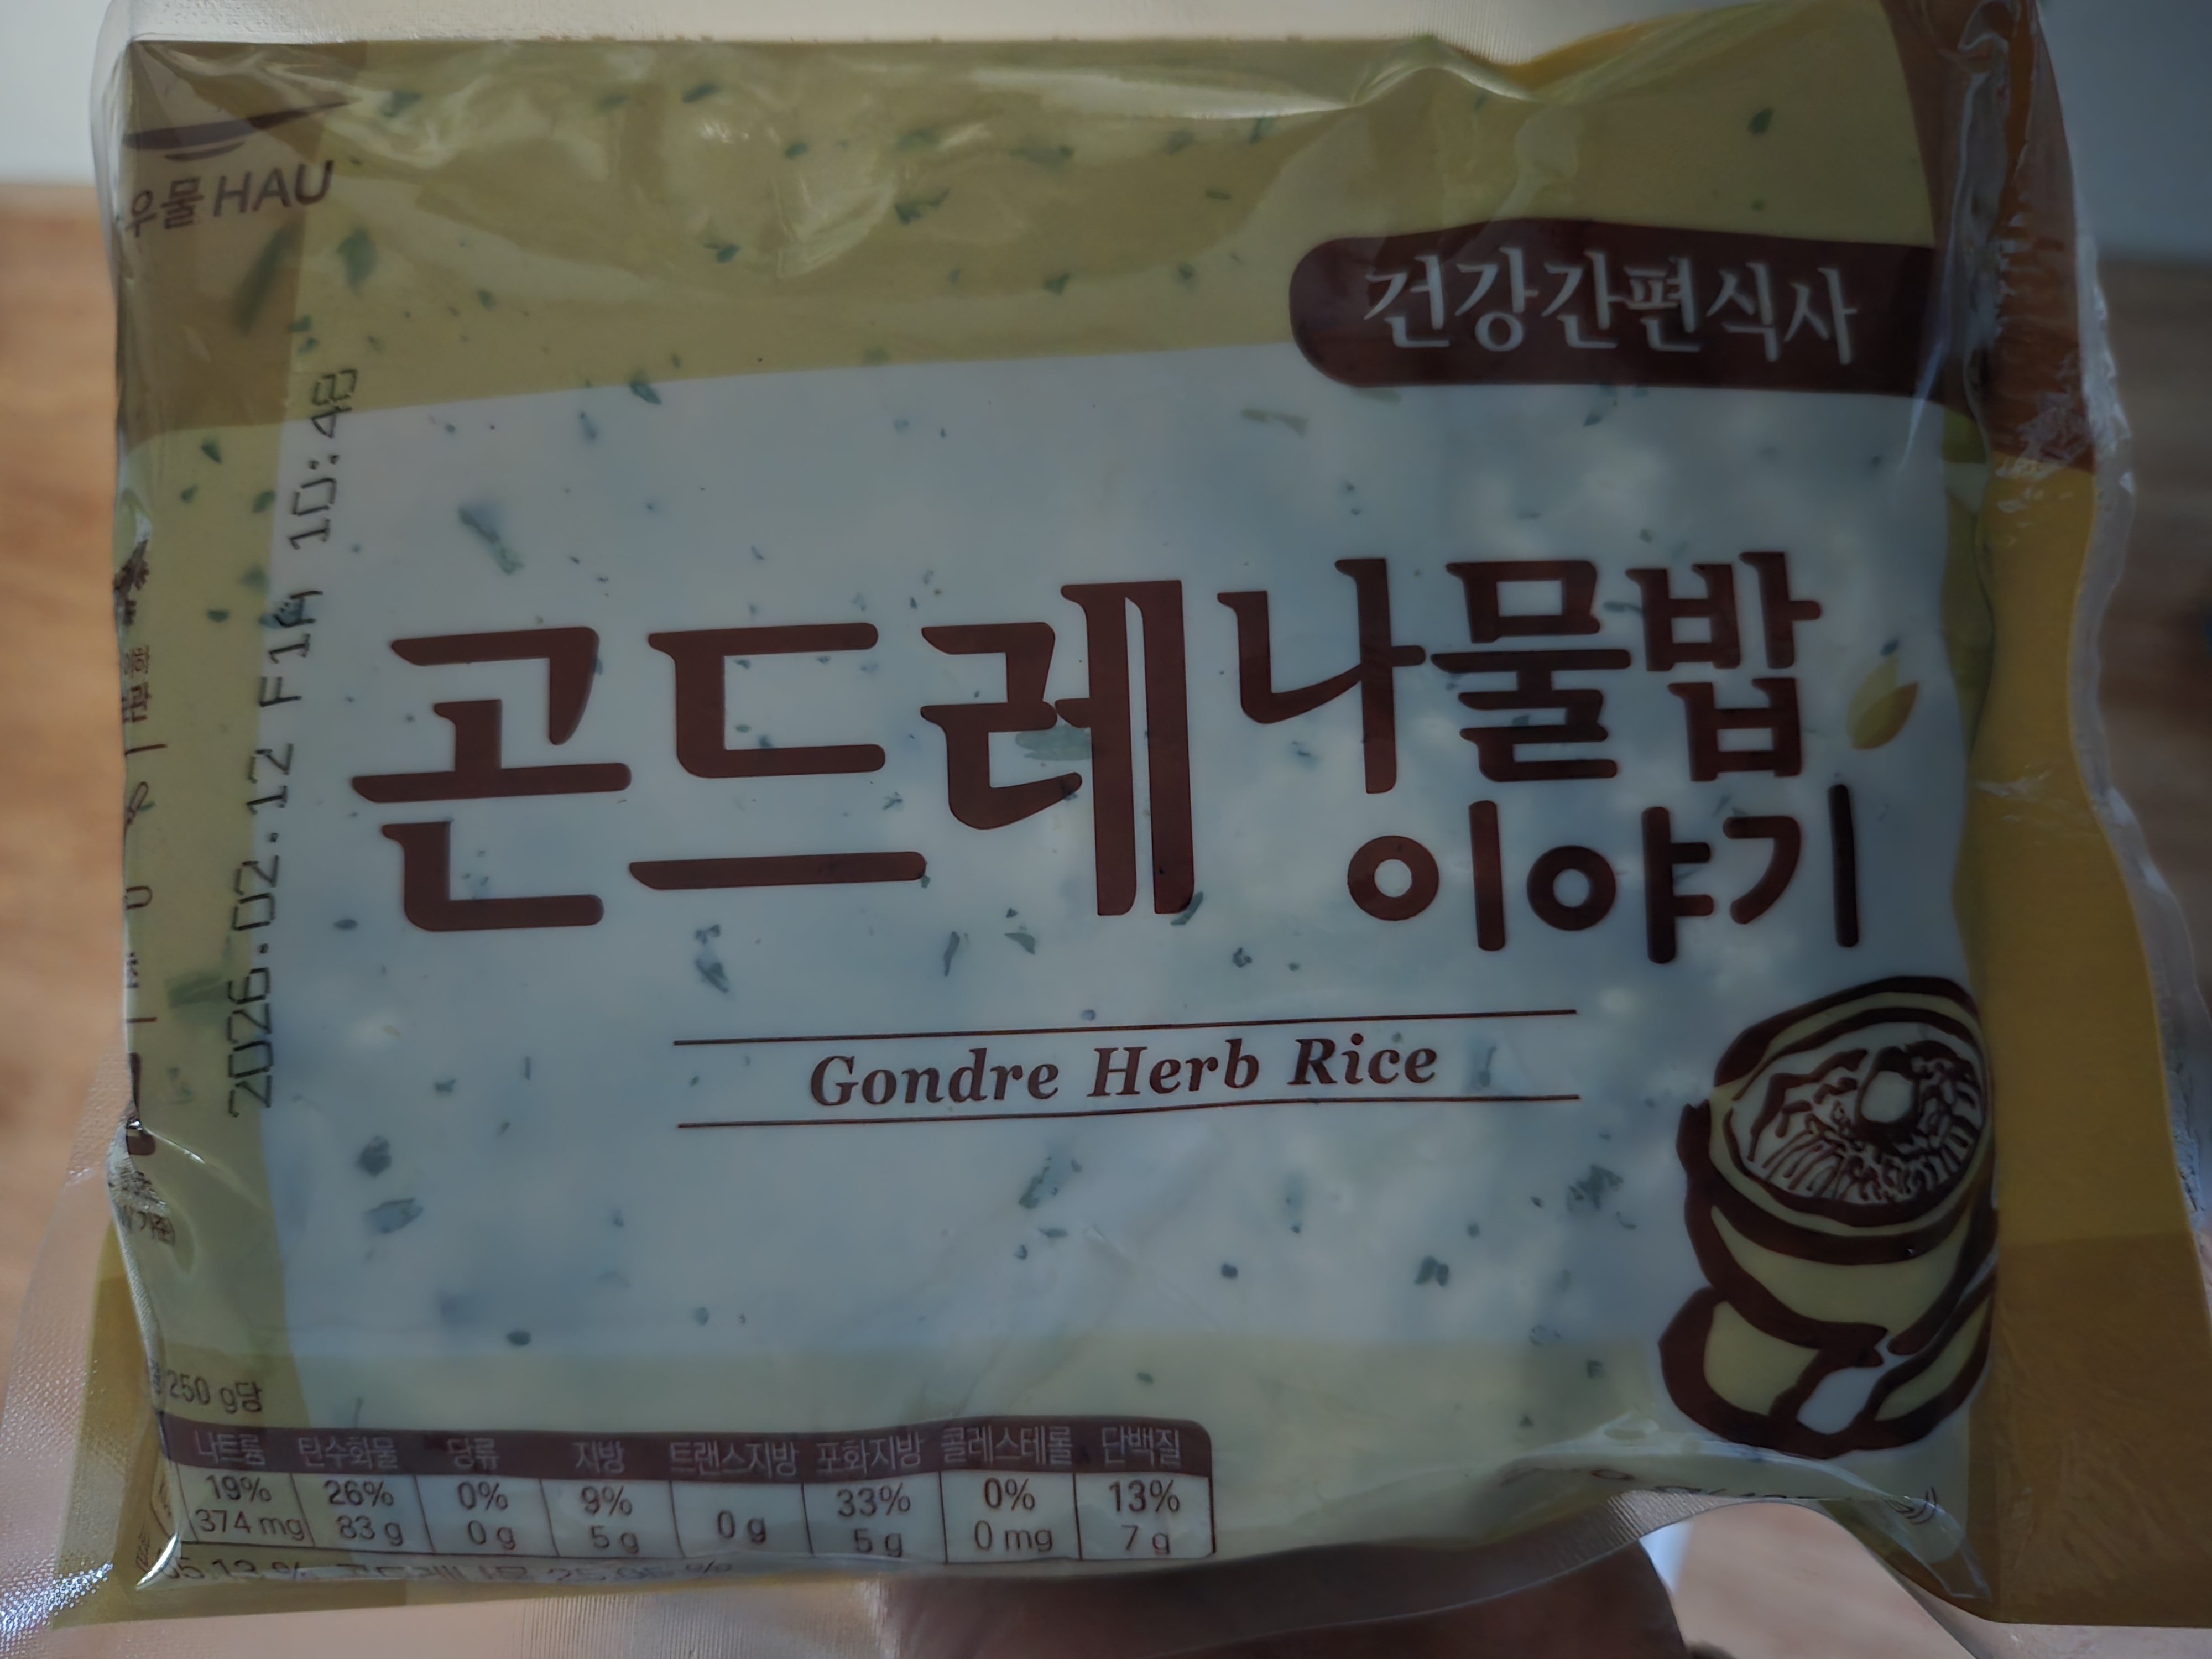 우물 HAU
건강간편식사
2026.02.12 F1A 10:48
곤드레나물밥
이야기
Gondre Herb Rice
250 g당
나트륨 탄수화물 당류 지방 트랜스지방 포화지방 콜레스테롤 단백질
19% 26% 0% 9% 33% 0% 13%
374 mg 83 g 0 g 5 g 0 g 5 g 0 mg 7 g